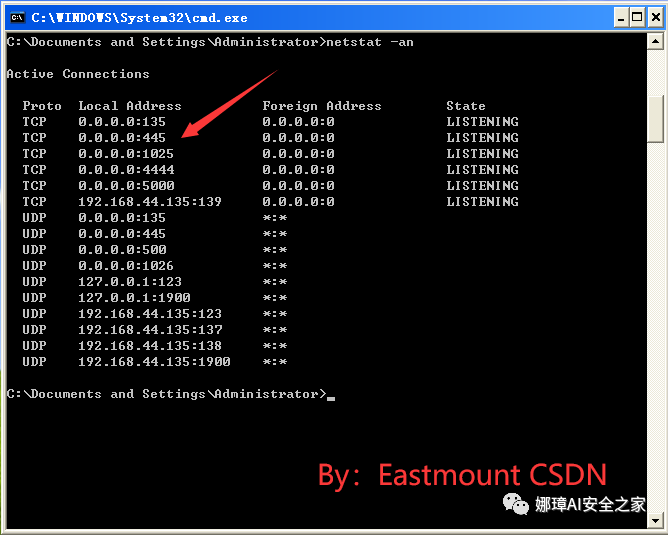 C:\WINDOWS\System32\cmd.exe
C:\Documents and Settings\Administrator>netstat -an
Active Connections
Proto Local Address Foreign Address State
TCP 0.0.0.0:135 0.0.0.0:0 LISTENING
TCP 0.0.0.0:445 0.0.0.0:0 LISTENING
TCP 0.0.0.0:1025 0.0.0.0:0 LISTENING
TCP 0.0.0.0:4444 0.0.0.0:0 LISTENING
TCP 0.0.0.0:5000 0.0.0.0:0 LISTENING
TCP 192.168.44.135:139 0.0.0.0:0 LISTENING
UDP 0.0.0.0:135 *:*
UDP 0.0.0.0:445 *:*
UDP 0.0.0.0:500 *:*
UDP 0.0.0.0:1026 *:*
UDP 127.0.0.1:123 *:*
UDP 127.0.0.1:1900 *:*
UDP 192.168.44.135:123 *:*
UDP 192.168.44.135:137 *:*
UDP 192.168.44.135:138 *:*
UDP 192.168.44.135:1900 *:*
C:\Documents and Settings\Administrator>_
By：Eastmount CSDN
娜璋AI安全之家